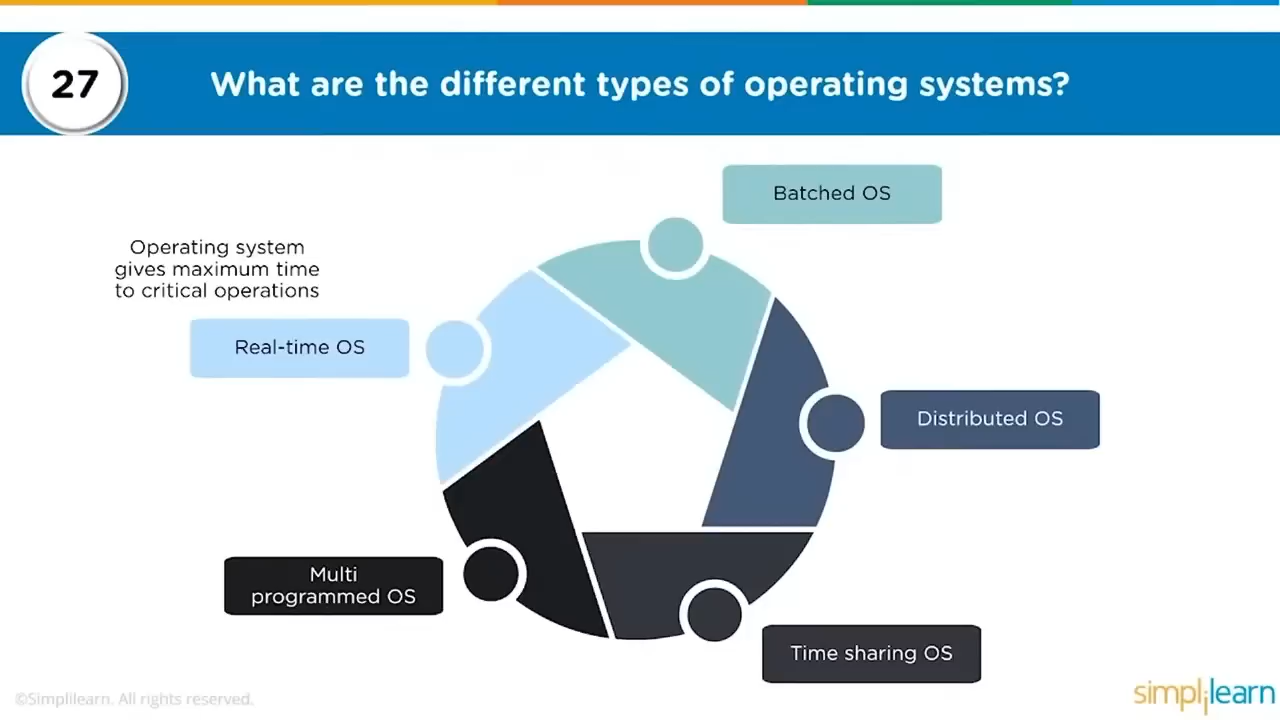 27
What are the different types of operating systems?
Batched OS
Operating system
gives maximum time
to critical operations
Real-time OS
Distributed OS
Multi
programmed OS
Time sharing OS
©Simplilearn. All rights reserved.
simplilearn